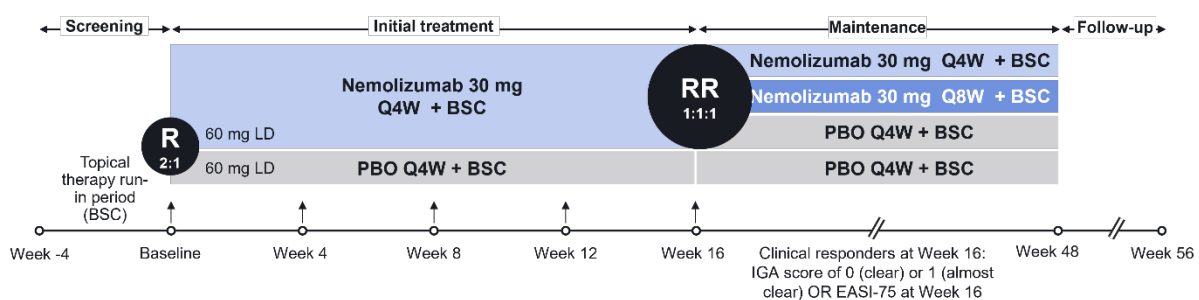 Screening
Initial treatment
Maintenance
Follow-up
Nemolizumab 30 mg
Q4W + BSC
RR
1:1:1
Nemolizumab 30 mg Q4W + BSC
Nemolizumab 30 mg Q8W + BSC
R
2:1
60 mg LD
PBO Q4W + BSC
60 mg LD
PBO Q4W + BSC
PBO Q4W + BSC
Topical
therapy run-
in period
(BSC)
Week -4
Baseline
Week 4
Week 8
Week 12
Week 16
Clinical responders at Week 16:
IGA score of 0 (clear) or 1 (almost
clear) OR EASI-75 at Week 16
Week 48
Week 56